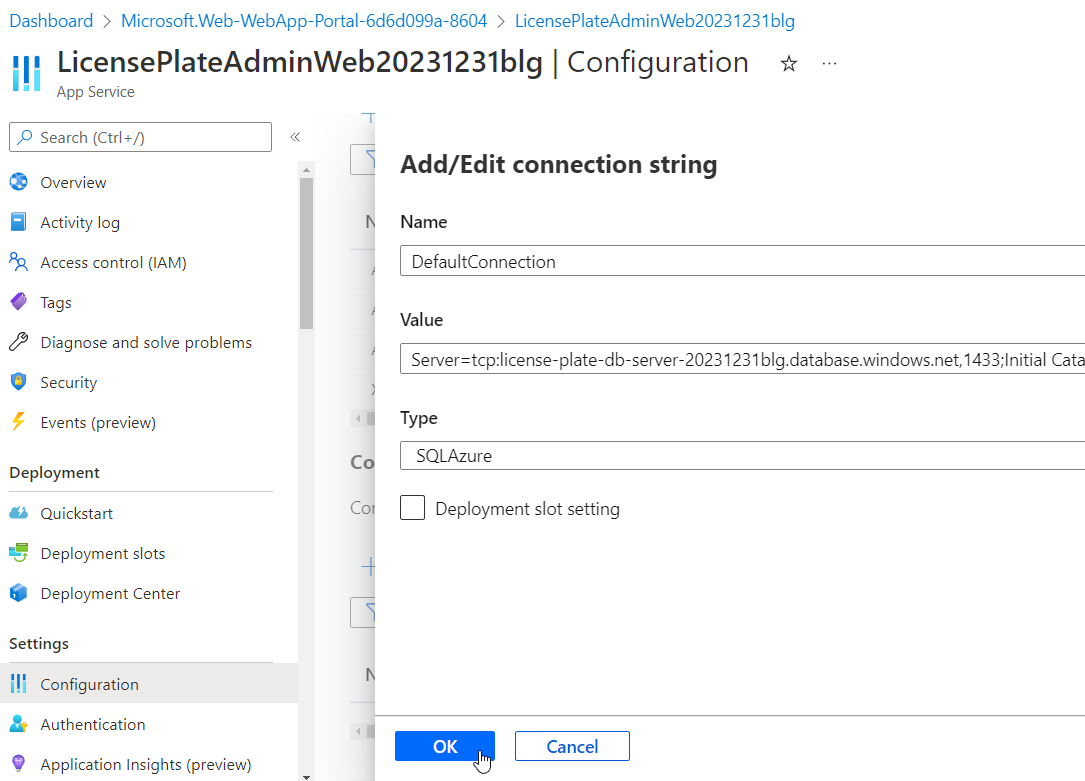 Dashboard > Microsoft.Web-WebApp-Portal-6d6d099a-8604 > LicensePlateAdminWeb20231231blg
LicensePlateAdminWeb20231231blg | Configuration
App Service
Search (Ctrl+/)
Overview
Activity log
Access control (IAM)
Tags
Diagnose and solve problems
Security
Events (preview)
Deployment
Quickstart
Deployment slots
Deployment Center
Settings
Configuration
Authentication
Application Insights (preview)
Co
Con
Add/Edit connection string
Name
DefaultConnection
Value
Server=tcp:license-plate-db-server-20231231blg.database.windows.net,1433;Initial Cata
Type
SQLAzure
Deployment slot setting
OK
Cancel